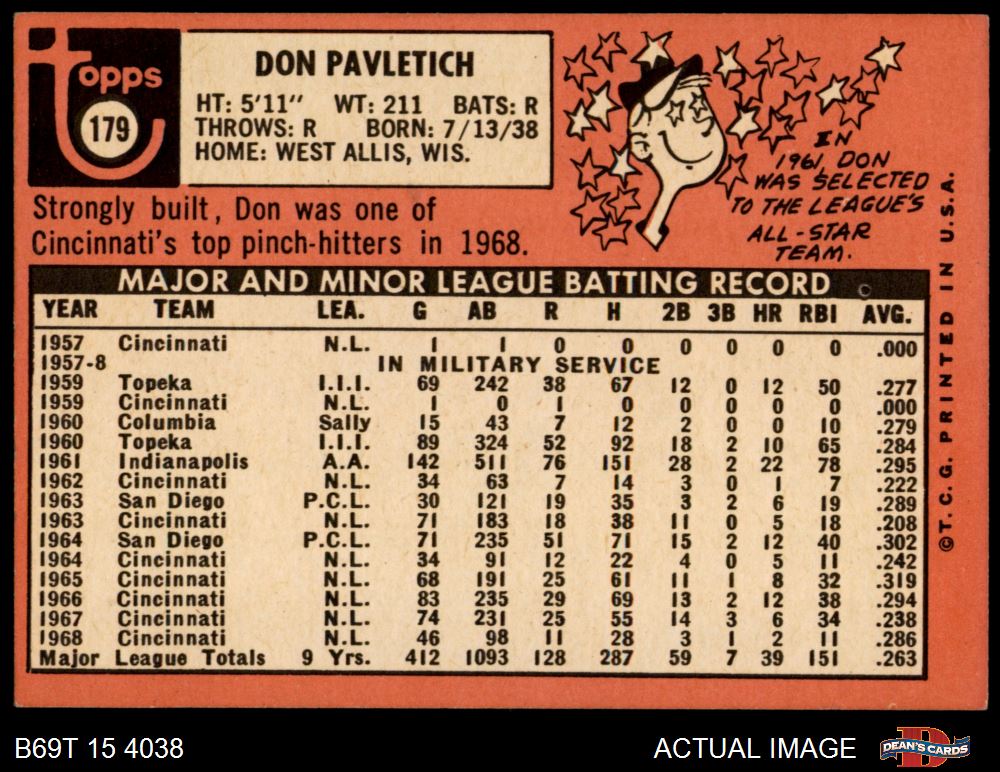 Topps
179
DON PAVLETICH
HT: 5'11" WT: 211 BATS: R
THROWS: R BORN: 7/13/38
HOME: WEST ALLIS, WIS.
IN
1961, DON
WAS SELECTED
TO THE LEAGUE'S
ALL-STAR
TEAM.
Strongly built, Don was one of
Cincinnati's top pinch-hitters in 1968.
MAJOR AND MINOR LEAGUE BATTING RECORD
YEAR TEAM LEA. G AB R H 2B 3B HR RBI AVG.
1957 Cincinnati N.L. 1 1 0 0 0 0 0 0 .000
1957-8 IN MILITARY SERVICE
1959 Topeka I.I.I. 69 242 38 67 12 0 12 50 .277
1959 Cincinnati N.L. 1 0 1 0 0 0 0 0 .000
1960 Columbia Sally 15 43 7 12 2 0 0 10 .279
1960 Topeka I.I.I. 89 324 52 92 18 2 10 65 .284
1961 Indianapolis A.A. 142 511 76 151 28 2 22 78 .295
1962 Cincinnati N.L. 34 63 7 14 3 0 1 7 .222
1963 San Diego P.C.L. 30 121 19 35 3 2 6 19 .289
1963 Cincinnati N.L. 71 183 18 38 11 0 5 18 .208
1964 San Diego P.C.L. 71 235 51 71 15 2 12 40 .302
1964 Cincinnati N.L. 34 91 12 22 4 0 5 11 .242
1965 Cincinnati N.L. 68 191 25 61 11 1 8 32 .319
1966 Cincinnati N.L. 83 235 29 69 13 2 12 38 .294
1967 Cincinnati N.L. 74 231 25 55 14 3 6 34 .238
1968 Cincinnati N.L. 46 98 11 28 3 1 2 11 .286
Major League Totals 9 Yrs. 412 1093 128 287 59 7 39 151 .263
©T.C.G. PRINTED IN U.S.A.
B69T 15 4038
ACTUAL IMAGE
DEAN'S CARDS